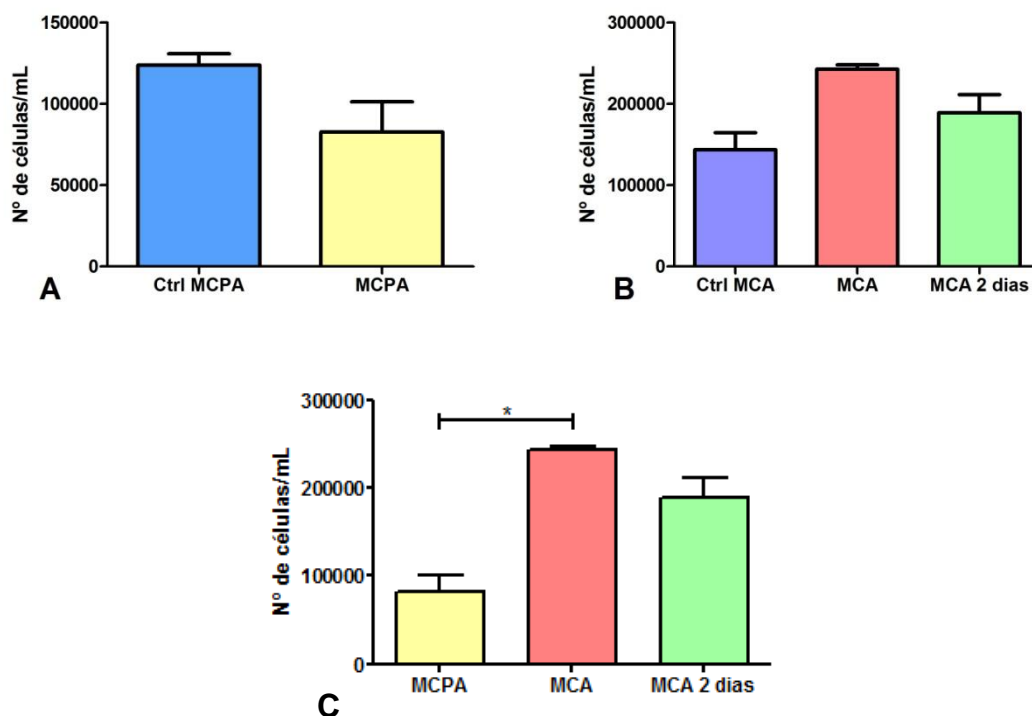 150000
100000
50000
0
Nº de células/mL
Ctrl MCPA
MCPA
A
300000
200000
100000
0
Nº de células/mL
Ctrl MCA
MCA
MCA 2 dias
B
300000
200000
100000
0
Nº de células/mL
*
MCPA
MCA
MCA 2 dias
C